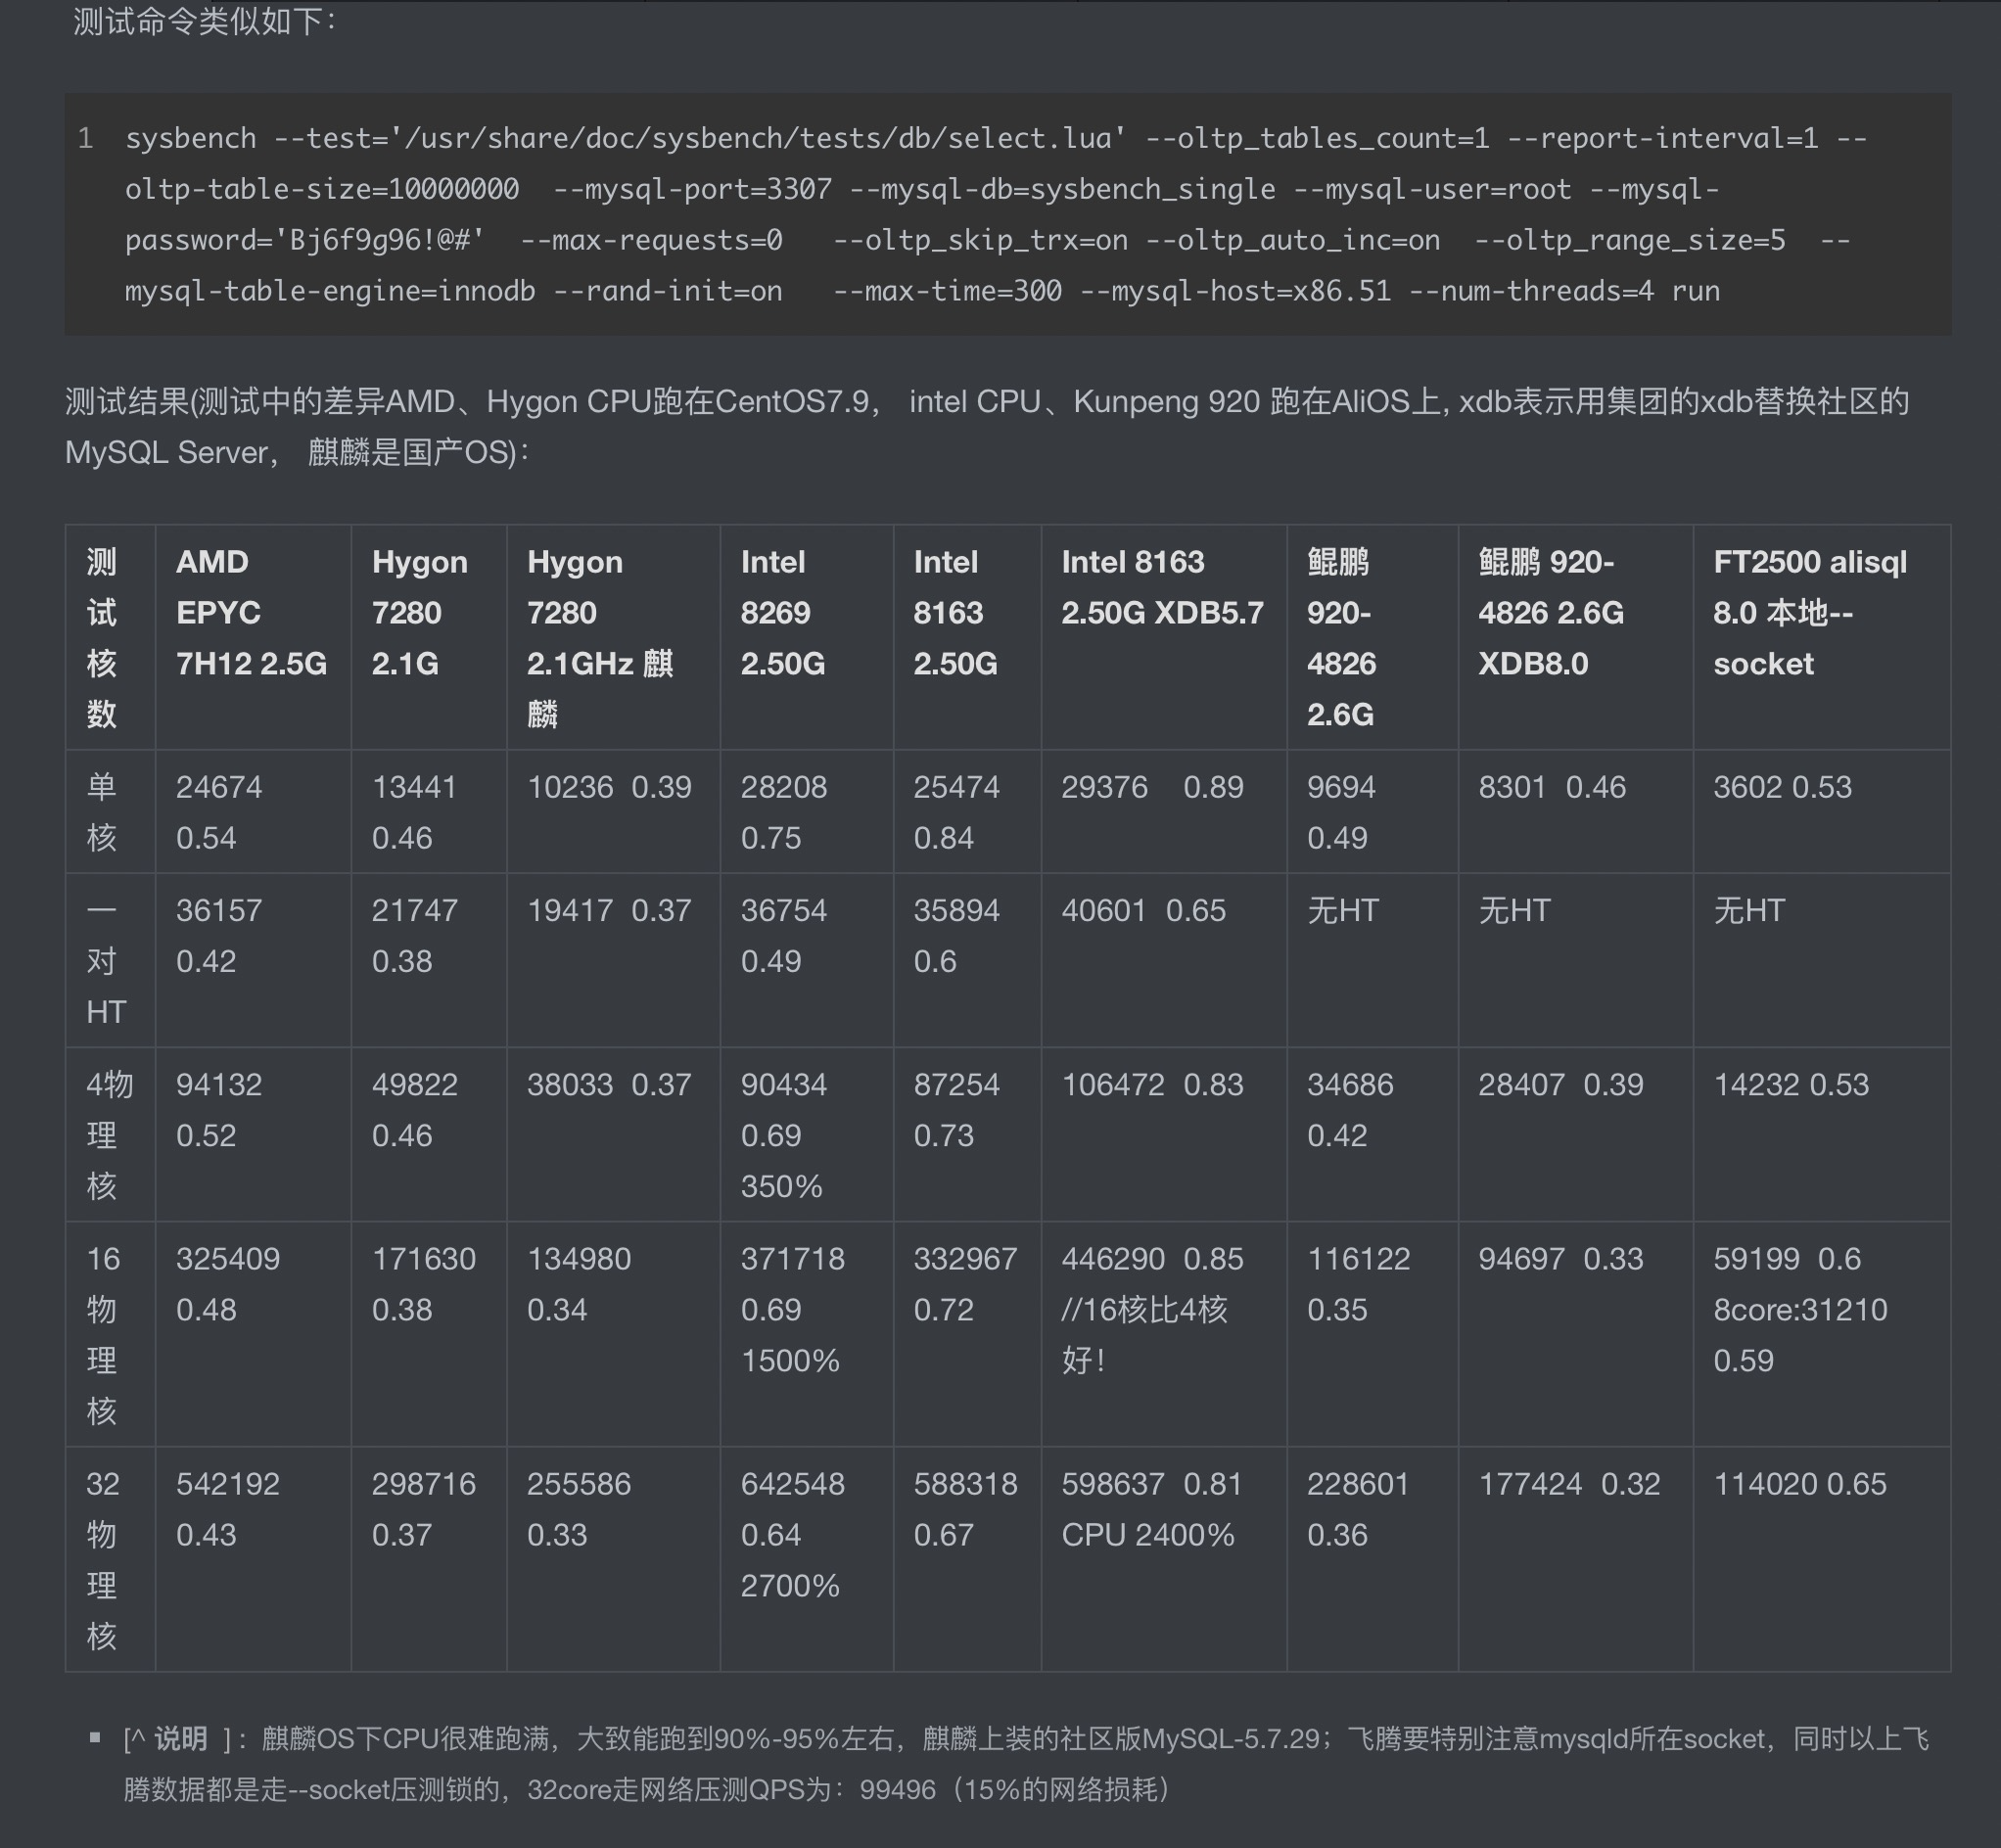 测试命令类似如下：
1 sysbench --test='/usr/share/doc/sysbench/tests/db/select.lua' --oltp_tables_count=1 --report-interval=1 --
oltp-table-size=10000000  --mysql-port=3307 --mysql-db=sysbench_single --mysql-user=root --mysql-
password='Bj6f9g96!@#'  --max-requests=0   --oltp_skip_trx=on --oltp_auto_inc=on  --oltp_range_size=5  --
mysql-table-engine=innodb --rand-init=on   --max-time=300 --mysql-host=x86.51 --num-threads=4 run
测试结果(测试中的差异AMD、Hygon CPU跑在CentOS7.9， intel CPU、Kunpeng 920 跑在AliOS上, xdb表示用集团的xdb替换社区的
MySQL Server， 麒麟是国产OS)：
测
试
核
数
AMD
EPYC
7H12 2.5G
Hygon
7280
2.1G
Hygon
7280
2.1GHz 麒
麟
Intel
8269
2.50G
Intel
8163
2.50G
Intel 8163
2.50G XDB5.7
鲲鹏
920-
4826
2.6G
鲲鹏 920-
4826 2.6G
XDB8.0
FT2500 alisql
8.0 本地--
socket
单
核
24674
0.54
13441
0.46
10236 0.39
28208
0.75
25474
0.84
29376 0.89
9694
0.49
8301 0.46
3602 0.53
一
对
HT
36157
0.42
21747
0.38
19417 0.37
36754
0.49
35894
0.6
40601 0.65
无HT
无HT
无HT
4物
理
核
94132
0.52
49822
0.46
38033 0.37
90434
0.69
350%
87254
0.73
106472 0.83
34686
0.42
28407 0.39
14232 0.53
16
物
理
核
325409
0.48
171630
0.38
134980
0.34
371718
0.69
1500%
332967
0.72
446290 0.85
//16核比4核
好！
116122
0.35
94697 0.33
59199 0.6
8core:31210
0.59
32
物
理
核
542192
0.43
298716
0.37
255586
0.33
642548
0.64
2700%
588318
0.67
598637 0.81
CPU 2400%
228601
0.36
177424 0.32
114020 0.65
▪ [^ 说明 ]：麒麟OS下CPU很难跑满，大致能跑到90%-95%左右，麒麟上装的社区版MySQL-5.7.29；飞腾要特别注意mysqld所在socket，同时以上飞
腾数据都是走--socket压测锁的，32core走网络压测QPS为：99496（15%的网络损耗）